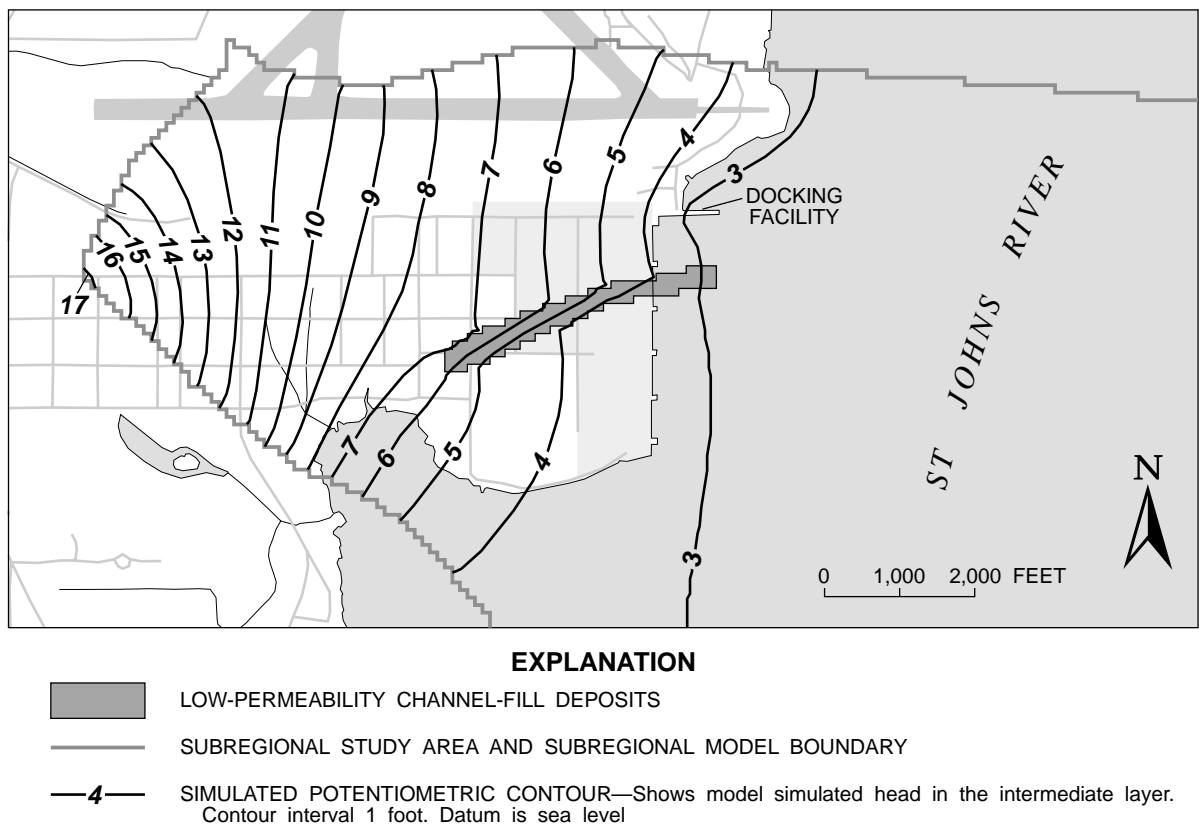 17
16
15
14
13
12
11
10
9
8
7
6
5
4
3
DOCKING
FACILITY
ST JOHNS RIVER
7
6
5
4
3
N
0 1,000 2,000 FEET
EXPLANATION
LOW-PERMEABILITY CHANNEL-FILL DEPOSITS
SUBREGIONAL STUDY AREA AND SUBREGIONAL MODEL BOUNDARY
4 SIMULATED POTENTIOMETRIC CONTOUR—Shows model simulated head in the intermediate layer.
Contour interval 1 foot. Datum is sea level